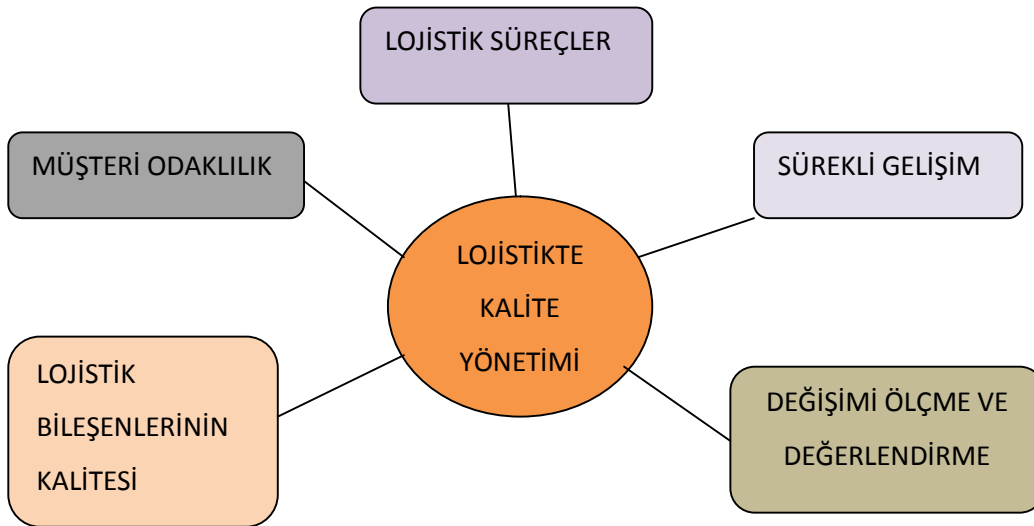 LOJİSTİK SÜREÇLER
MÜŞTERİ ODAKLILIK
SÜREKLİ GELİŞİM
LOJİSTİKTE
KALİTE
YÖNETİMİ
LOJİSTİK
BİLEŞENLERİNİN
KALİTESİ
DEĞİŞİMİ ÖLÇME VE
DEĞERLENDİRME